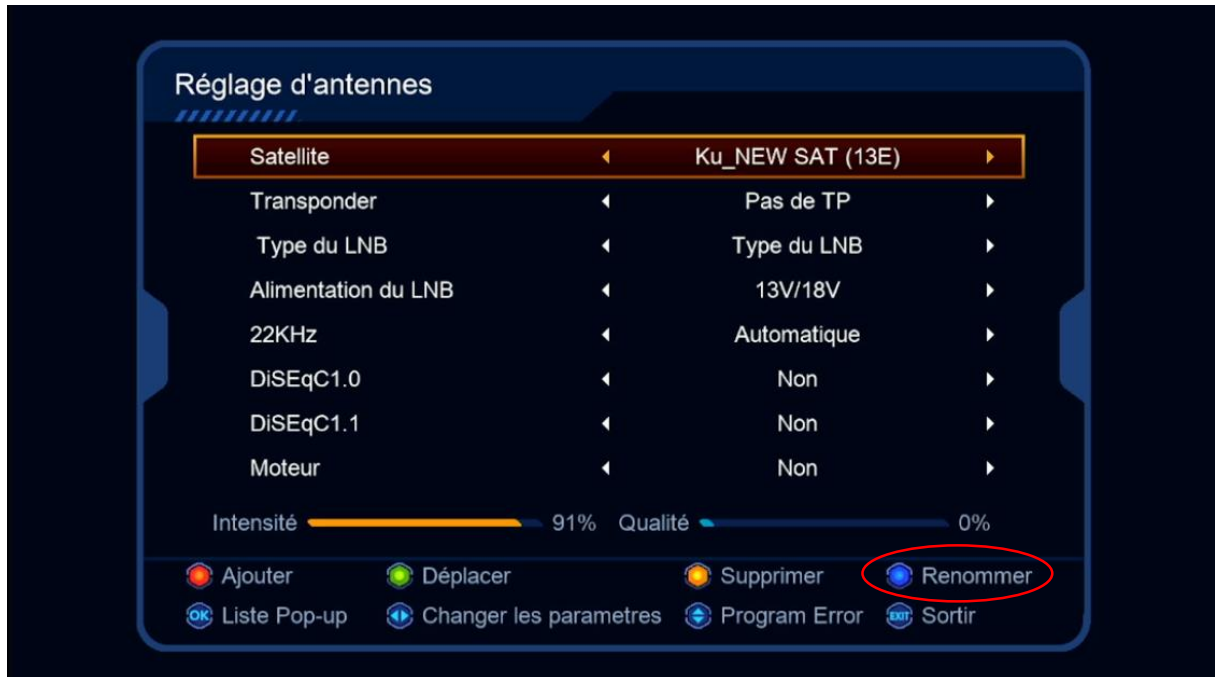 Réglage d'antennes
Satellite Ku_NEW SAT (13E)
Transponder Pas de TP
Type du LNB Type du LNB
Alimentation du LNB 13V/18V
22KHz Automatique
DiSEqC1.0 Non
DiSEqC1.1 Non
Moteur Non
Intensité 91% Qualité 0%
Ajouter Déplacer Supprimer Renommer
OK Liste Pop-up Changer les parametres Program Error EXIT Sortir